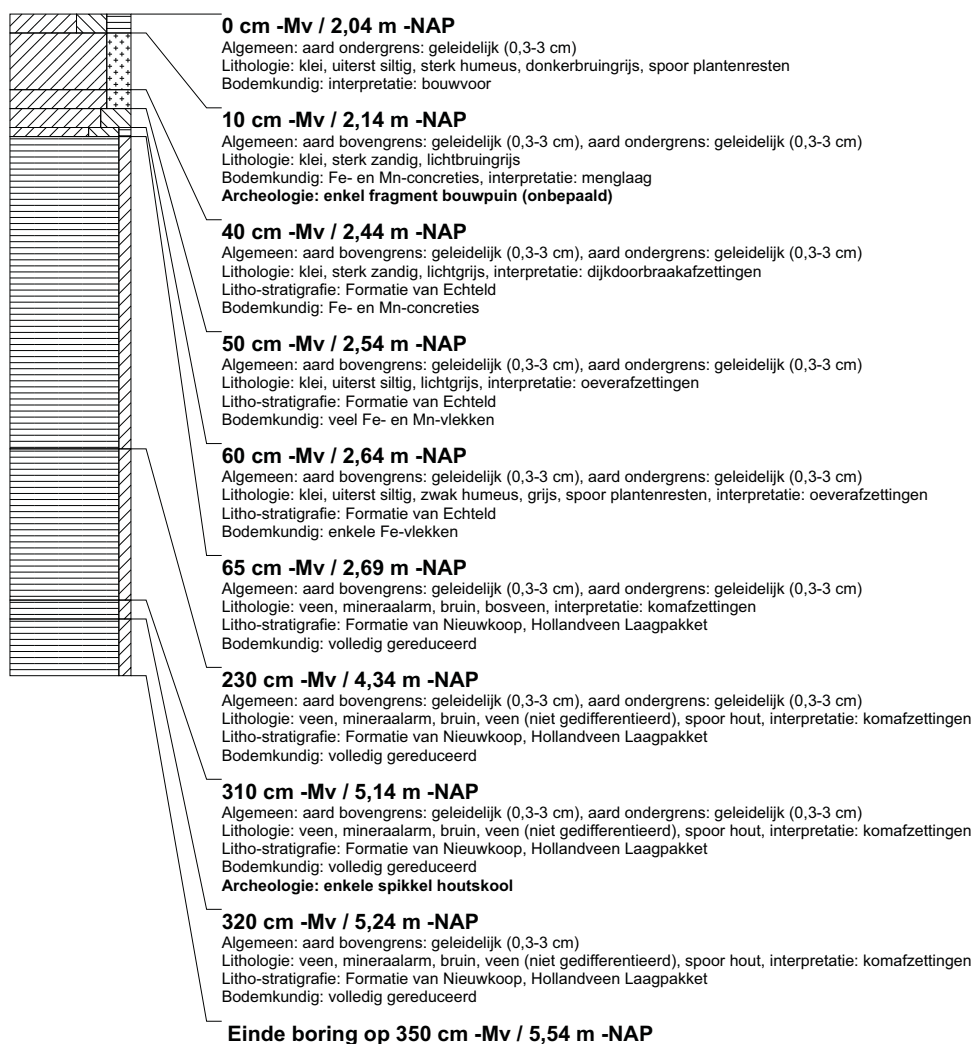 0 cm -Mv / 2,04 m -NAP
Algemeen: aard ondergrens: geleidelijk (0,3-3 cm)
Lithologie: klei, uiterst siltig, sterk humeus, donkerbruingrijs, spoor plantenresten
Bodemkundig: interpretatie: bouwvoor
10 cm -Mv / 2,14 m -NAP
Algemeen: aard bovengrens: geleidelijk (0,3-3 cm), aard ondergrens: geleidelijk (0,3-3 cm)
Lithologie: klei, sterk zandig, lichtbruingrijs
Bodemkundig: Fe- en Mn-concreties, interpretatie: menglaag
Archeologie: enkel fragment bouwpuin (onbepaald)
40 cm -Mv / 2,44 m -NAP
Algemeen: aard bovengrens: geleidelijk (0,3-3 cm), aard ondergrens: geleidelijk (0,3-3 cm)
Lithologie: klei, sterk zandig, lichtgrijs, interpretatie: dijkdoorbraakafzettingen
Litho-stratigrafie: Formatie van Echteld
Bodemkundig: Fe- en Mn-concreties
50 cm -Mv / 2,54 m -NAP
Algemeen: aard bovengrens: geleidelijk (0,3-3 cm), aard ondergrens: geleidelijk (0,3-3 cm)
Lithologie: klei, uiterst siltig, lichtgrijs, interpretatie: oeverafzettingen
Litho-stratigrafie: Formatie van Echteld
Bodemkundig: veel Fe- en Mn-vlekken
60 cm -Mv / 2,64 m -NAP
Algemeen: aard bovengrens: geleidelijk (0,3-3 cm), aard ondergrens: geleidelijk (0,3-3 cm)
Lithologie: klei, uiterst siltig, zwak humeus, grijs, spoor plantenresten, interpretatie: oeverafzettingen
Litho-stratigrafie: Formatie van Echteld
Bodemkundig: enkele Fe-vlekken
65 cm -Mv / 2,69 m -NAP
Algemeen: aard bovengrens: geleidelijk (0,3-3 cm), aard ondergrens: geleidelijk (0,3-3 cm)
Lithologie: veen, mineraalarm, bruin, bosveen, interpretatie: komafzettingen
Litho-stratigrafie: Formatie van Nieuwkoop, Hollandveen Laagpakket
Bodemkundig: volledig gereduceerd
230 cm -Mv / 4,34 m -NAP
Algemeen: aard bovengrens: geleidelijk (0,3-3 cm), aard ondergrens: geleidelijk (0,3-3 cm)
Lithologie: veen, mineraalarm, bruin, veen (niet gedifferentieerd), spoor hout, interpretatie: komafzettingen
Litho-stratigrafie: Formatie van Nieuwkoop, Hollandveen Laagpakket
Bodemkundig: volledig gereduceerd
310 cm -Mv / 5,14 m -NAP
Algemeen: aard bovengrens: geleidelijk (0,3-3 cm), aard ondergrens: geleidelijk (0,3-3 cm)
Lithologie: veen, mineraalarm, bruin, veen (niet gedifferentieerd), spoor hout, interpretatie: komafzettingen
Litho-stratigrafie: Formatie van Nieuwkoop, Hollandveen Laagpakket
Bodemkundig: volledig gereduceerd
Archeologie: enkele spikkel houtskool
320 cm -Mv / 5,24 m -NAP
Algemeen: aard bovengrens: geleidelijk (0,3-3 cm)
Lithologie: veen, mineraalarm, bruin, veen (niet gedifferentieerd), spoor hout, interpretatie: komafzettingen
Litho-stratigrafie: Formatie van Nieuwkoop, Hollandveen Laagpakket
Bodemkundig: volledig gereduceerd
Einde boring op 350 cm -Mv / 5,54 m -NAP